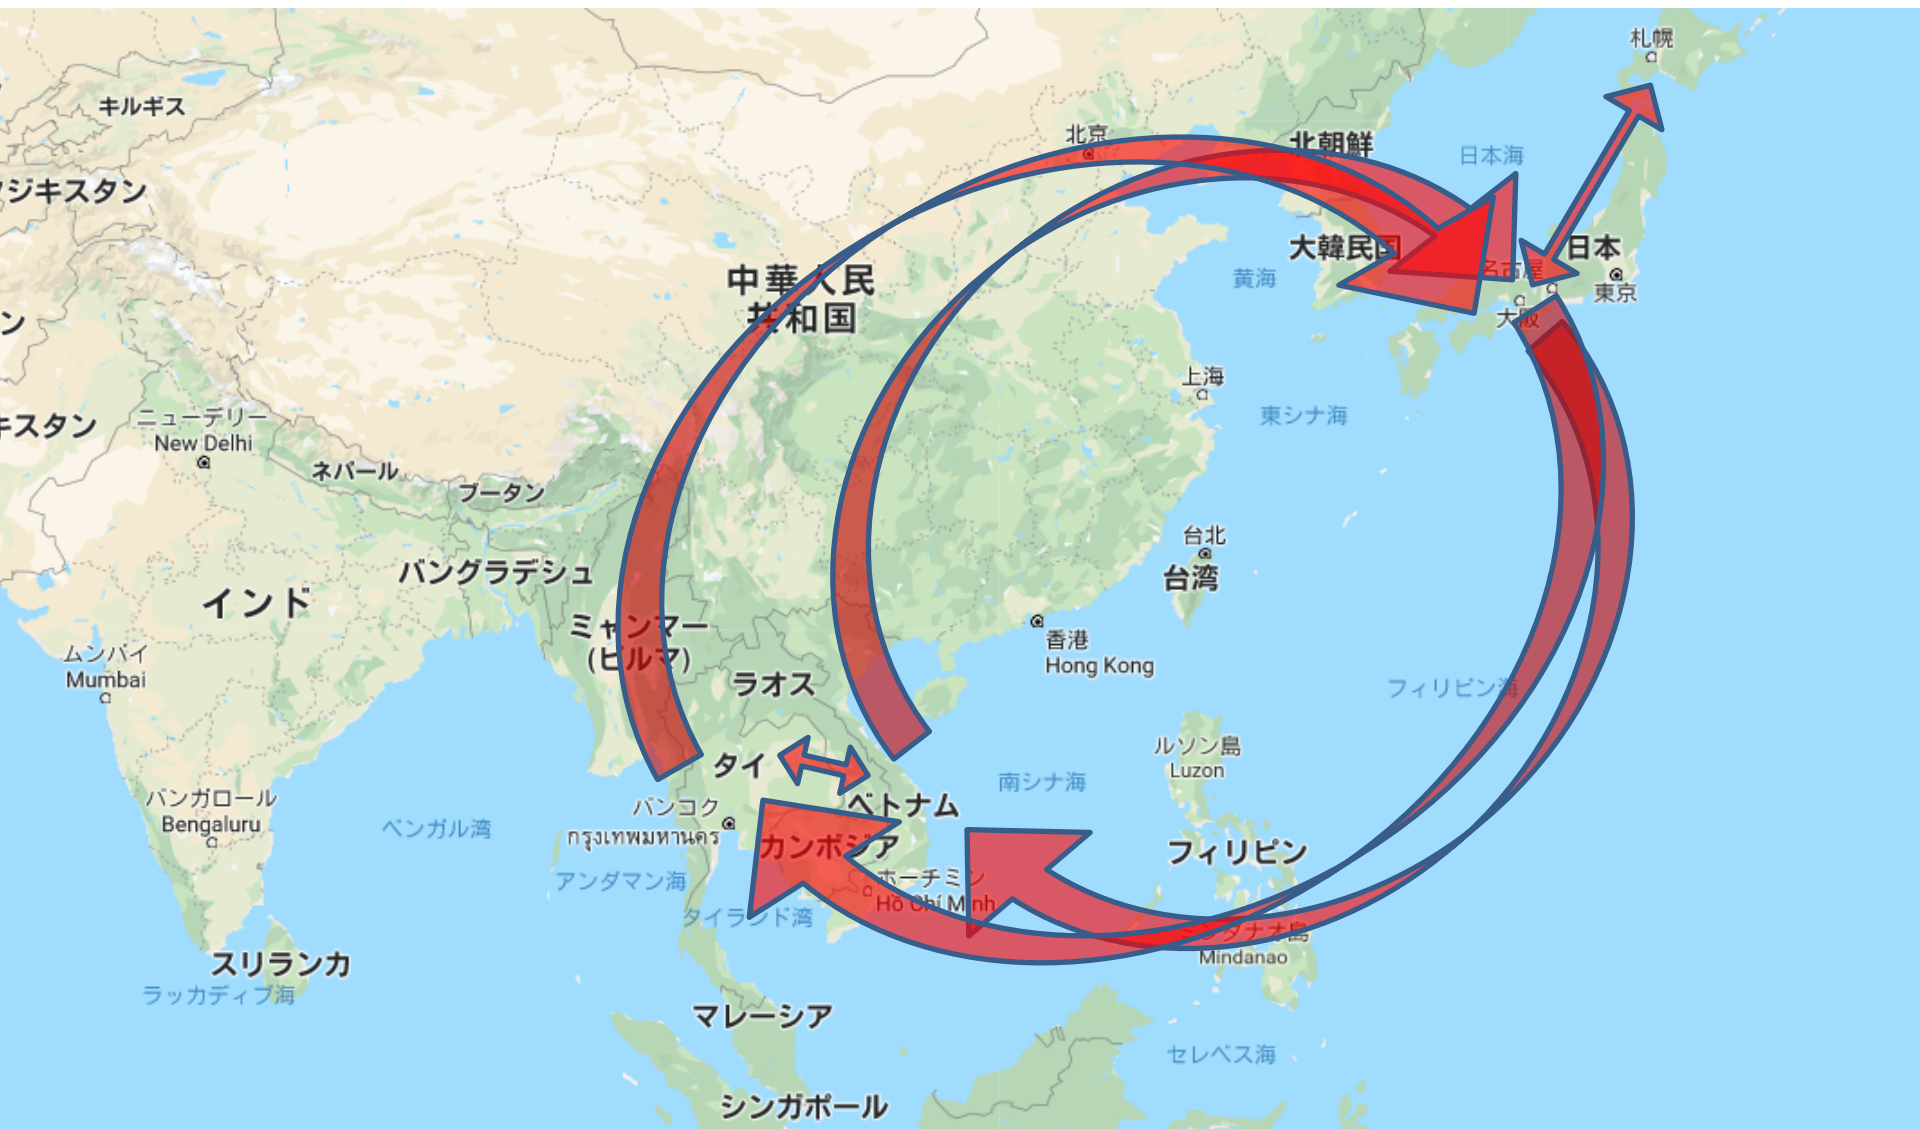 札幌
キルギス
北京
北朝鮮
日本海
ジキスタン
大韓民国
日本
名古屋
黄海
中華人民
共和国
東京
大阪
ン
上海
東シナ海
キスタン
ニューデリー
New Delhi
ネパール
ブータン
台北
台湾
バングラデシュ
インド
ミャンマー
(ビルマ)
香港
Hong Kong
ムンバイ
Mumbai
ラオス
フィリピン海
ルソン島
Luzon
タイ
南シナ海
バンガロール
Bengaluru
バンコク
กรุงเทพมหานคร
ベトナム
ベンガル湾
カンボジア
フィリピン
ホーチミン
Hồ Chí Minh
アンダマン海
タイランド湾
ミンダナオ島
Mindanao
スリランカ
ラッカディブ海
マレーシア
セレベス海
シンガポール